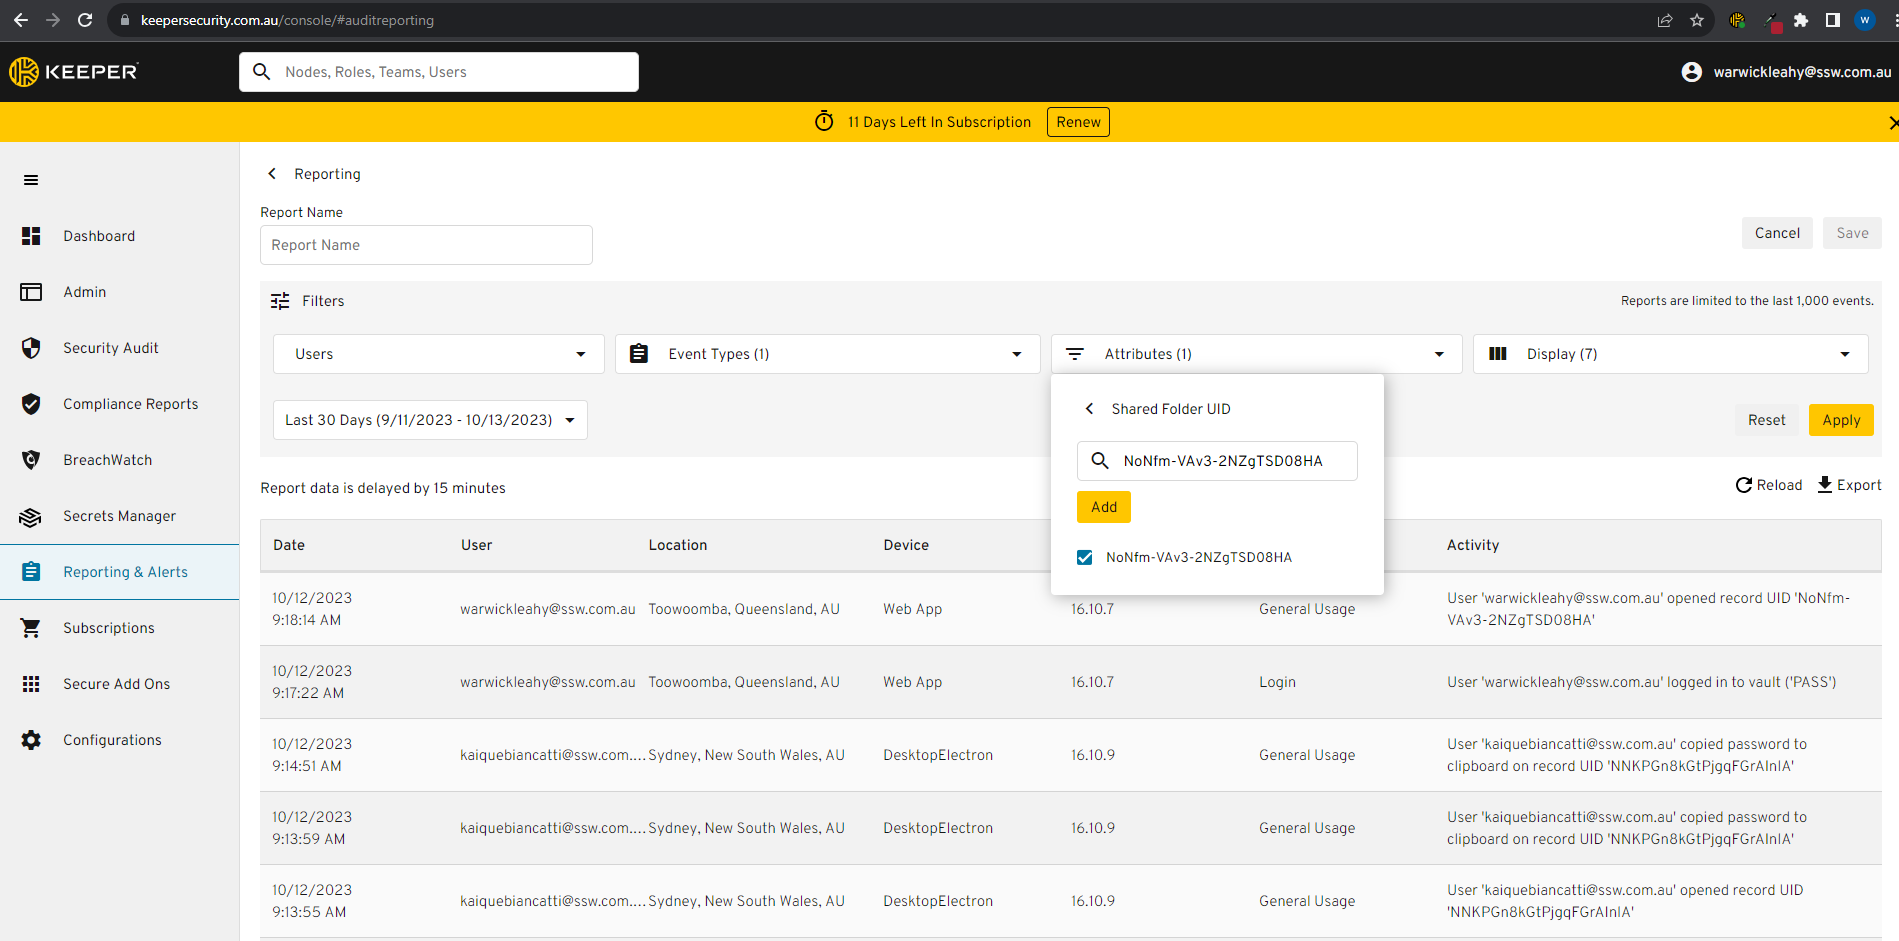 keepersecurity.com.au/console/#auditreporting
W
KEEPER
Nodes, Roles, Teams, Users
warwickleahy@ssw.com.au
11 Days Left In Subscription
Renew
Reporting
Report Name
Report Name
Cancel
Save
Dashboard
Admin
Security Audit
Compliance Reports
BreachWatch
Secrets Manager
Reporting & Alerts
Subscriptions
Secure Add Ons
Configurations
Filters
Reports are limited to the last 1,000 events.
Users
Event Types (1)
Attributes (1)
Display (7)
Last 30 Days (9/11/2023 - 10/13/2023)
Reset
Apply
Shared Folder UID
NoNfm-VAv3-2NZgTSD08HA
Add
NoNfm-VAv3-2NZgTSD08HA
Report data is delayed by 15 minutes
Reload
Export
Date User Location Device Activity
10/12/2023
9:18:14 AM
warwickleahy@ssw.com.au
Toowoomba, Queensland, AU
Web App
16.10.7
General Usage
User 'warwickleahy@ssw.com.au' opened record UID 'NoNfm-
VAv3-2NZgTSD08HA'
10/12/2023
9:17:22 AM
warwickleahy@ssw.com.au
Toowoomba, Queensland, AU
Web App
16.10.7
Login
User 'warwickleahy@ssw.com.au' logged in to vault ('PASS')
10/12/2023
9:14:51 AM
kaiquebiancatti@ssw.com....
Sydney, New South Wales, AU
DesktopElectron
16.10.9
General Usage
User 'kaiquebiancatti@ssw.com.au' copied password to
clipboard on record UID 'NNKPGn8kGtPjgqFGrAInIA'
10/12/2023
9:13:59 AM
kaiquebiancatti@ssw.com....
Sydney, New South Wales, AU
DesktopElectron
16.10.9
General Usage
User 'kaiquebiancatti@ssw.com.au' copied password to
clipboard on record UID 'NNKPGn8kGtPjgqFGrAInIA'
10/12/2023
9:13:55 AM
kaiquebiancatti@ssw.com....
Sydney, New South Wales, AU
DesktopElectron
16.10.9
General Usage
User 'kaiquebiancatti@ssw.com.au' opened record UID
'NNKPGn8kGtPjgqFGrAInIA'